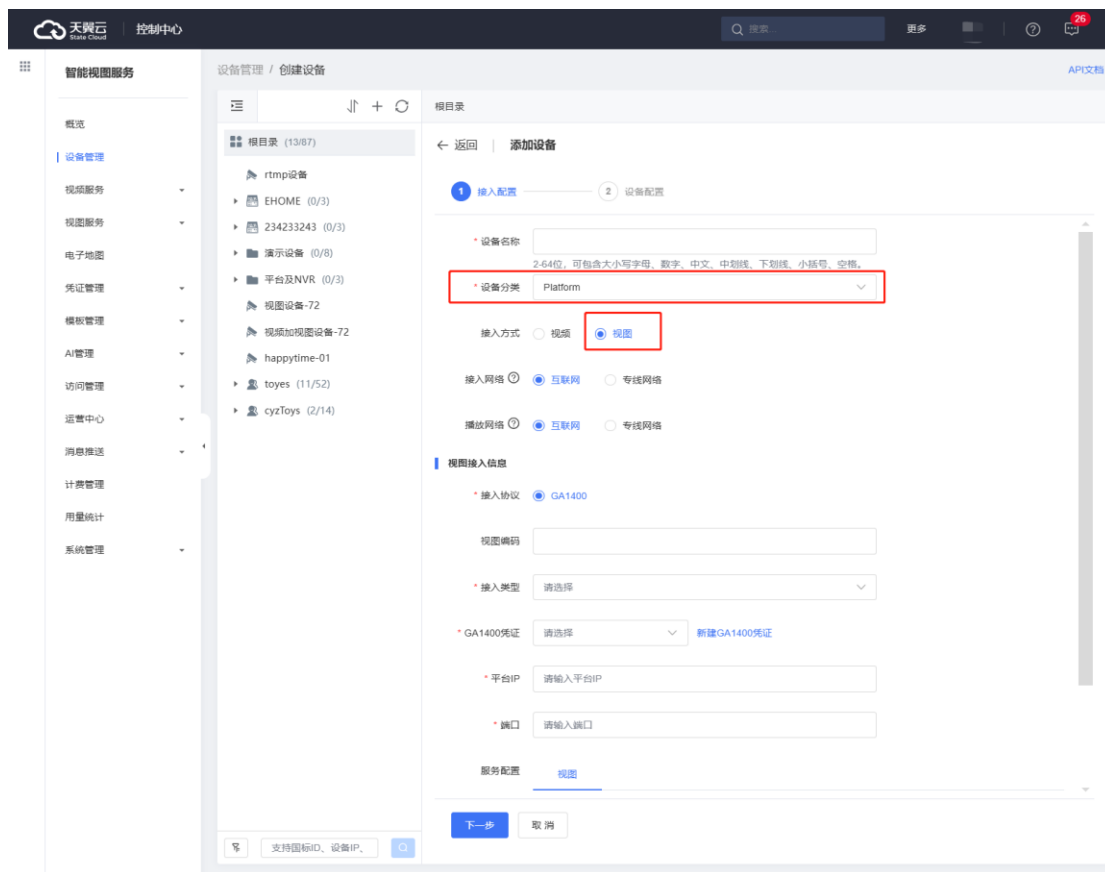 天翼云 State Cloud 控制中心 搜索... 更多 26
智能视图服务
概览
设备管理
视频服务
视图服务
电子地图
凭证管理
模板管理
AI管理
访问管理
运营中心
消息推送
计费管理
用量统计
系统管理
设备管理 / 创建设备 API文档
根目录 (13/87)
rtmp设备
EHOME (0/3)
234233243 (0/3)
演示设备 (0/8)
平台及NVR (0/3)
视图设备-72
视频加视图设备-72
happytime-01
toyes (11/52)
cyzToys (2/14)
支持国标ID、设备IP、
根目录
返回 添加设备
1 接入配置 2 设备配置
* 设备名称
2-64位，可包含大小写字母、数字、中文、中划线、下划线、小括号、空格。
* 设备分类 Platform
接入方式 视频 视图
接入网络 互联网 专线网络
播放网络 互联网 专线网络
视图接入信息
* 接入协议 GA1400
视图编码
* 接入类型 请选择
* GA1400凭证 请选择 新建GA1400凭证
* 平台IP 请输入平台IP
* 端口 请输入端口
服务配置 视图
下一步 取消